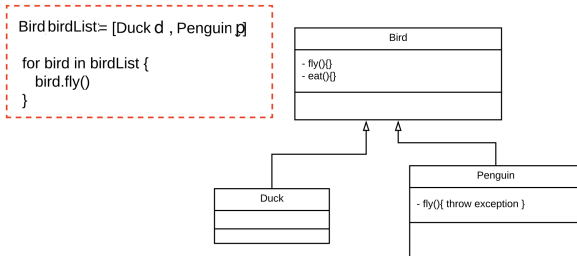 Bird birdList:= [Duck d , Penguin p]
for bird in birdList {
bird.fly()
}
Bird
- fly(){}
- eat(){}
Duck
Penguin
- fly(){ throw exception }